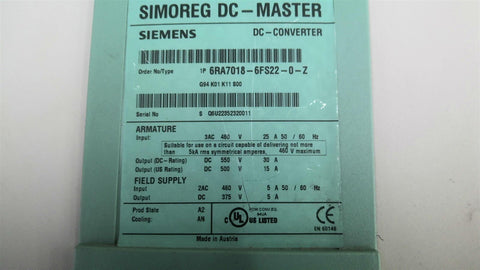 SIMOREG DC-MASTER
SIEMENS DC-CONVERTER
Order No/Type 1P 6RA7018-6FS22-0-Z
G94 K01 K11 S00
Serial No S Q6U22352320011
ARMATURE
Input: 3AC 460 V 25 A 50 / 60 Hz
Suitable for use on a circuit capable of delivering not more
than 5kA rms symmetrical amperes, 460 V maximum
Output (DC-Rating) DC 550 V 30 A
Output (US Rating) DC 500 V 15 A
FIELD SUPPLY
Input 2AC 460 V 5 A 50 / 60 Hz
Output DC 375 V 5 A
Prod State A2
Cooling: AN
UL US LISTED
CE
EN 60146
Made in Austria